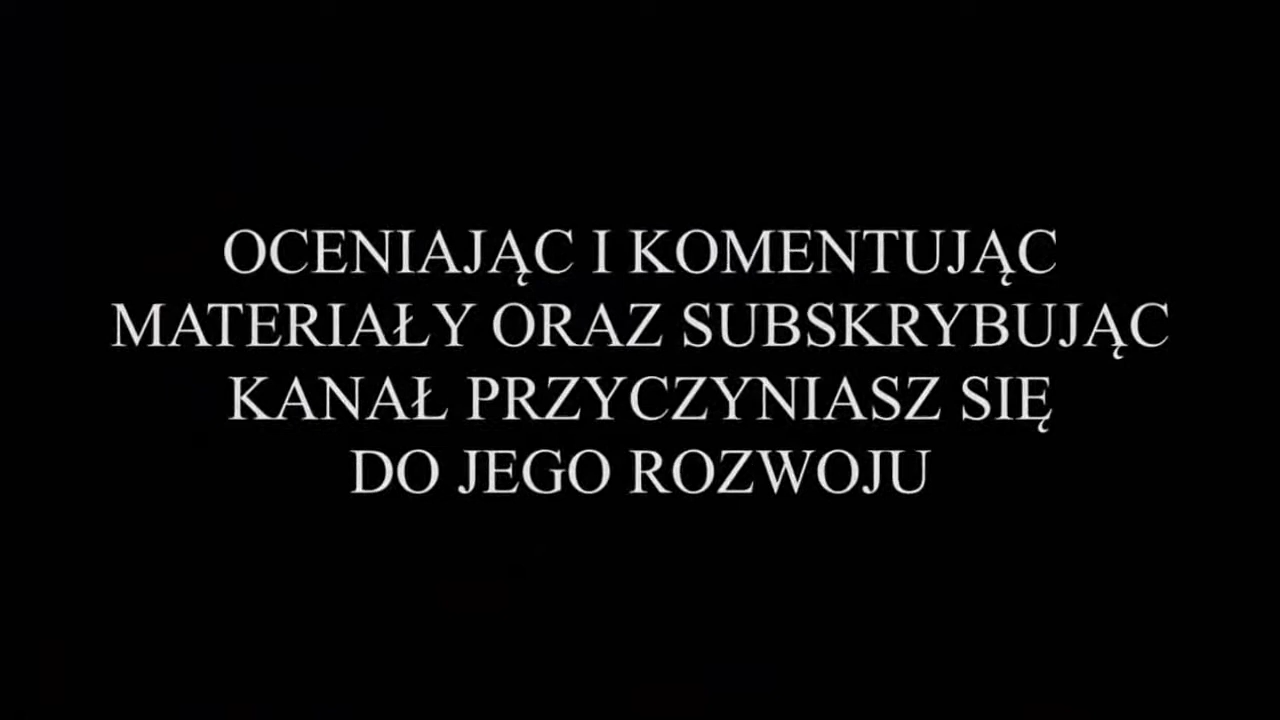 OCENIAJĄC I KOMENTUJĄC
MATERIAŁY ORAZ SUBSKRYBUJĄC
KANAŁ PRZYCZYNIASZ SIĘ
DO JEGO ROZWOJU